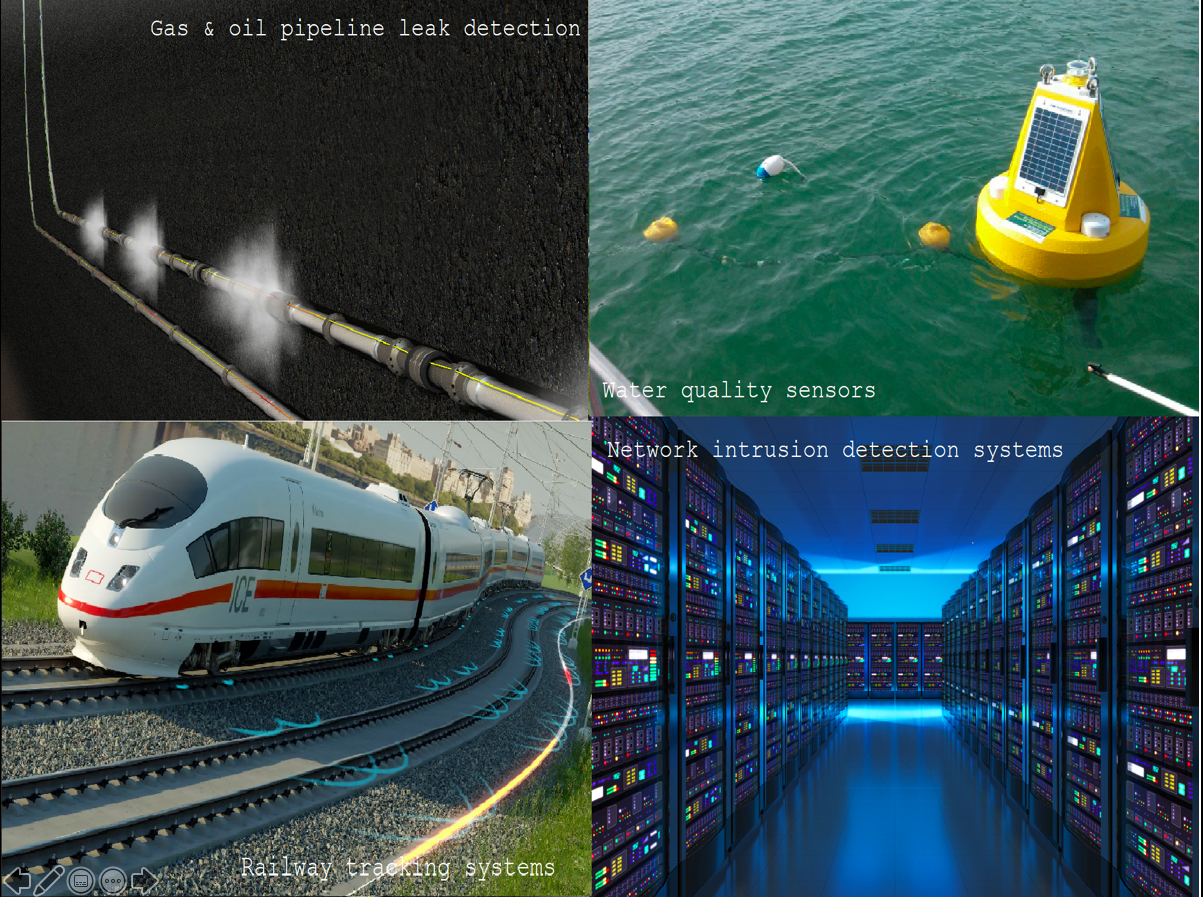 Gas & oil pipeline leak detection
Water quality sensors
Network intrusion detection systems
ICE
Railway tracking systems